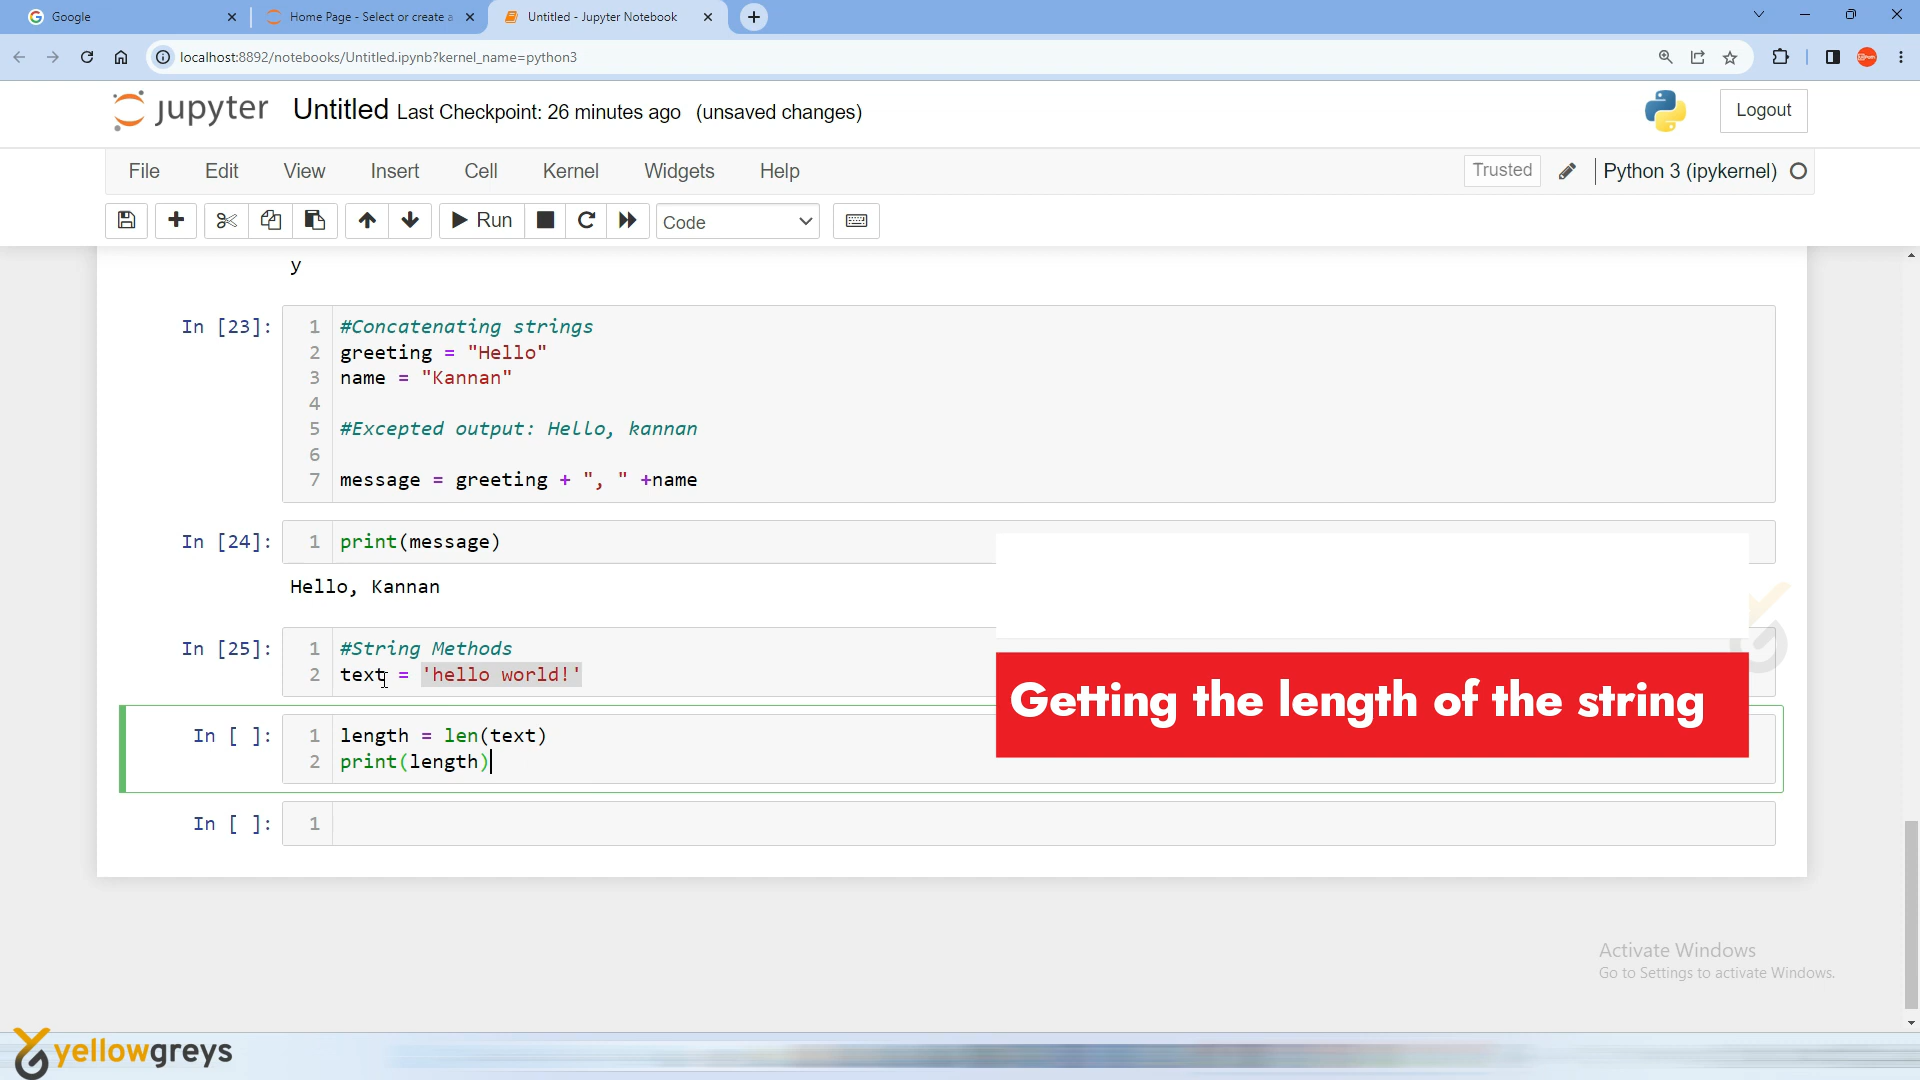 Google
Home Page - Select or create a
Untitled - Jupyter Notebook
localhost:8892/notebooks/Untitled.ipynb?kernel_name=python3
jupyter Untitled Last Checkpoint: 26 minutes ago (unsaved changes)
Logout
File Edit View Insert Cell Kernel Widgets Help
Trusted
Python 3 (ipykernel)
Run
Code
y
In [23]:
1 #Concatenating strings
2 greeting = "Hello"
3 name = "Kannan"
4
5 #Excepted output: Hello, kannan
6
7 message = greeting + ", " +name
In [24]:
1 print(message)
Hello, Kannan
In [25]:
1 #String Methods
2 text = 'hello world!'
Getting the length of the string
In [ ]:
1 length = len(text)
2 print(length)
In [ ]:
1
Activate Windows
Go to Settings to activate Windows.
yellowgreys